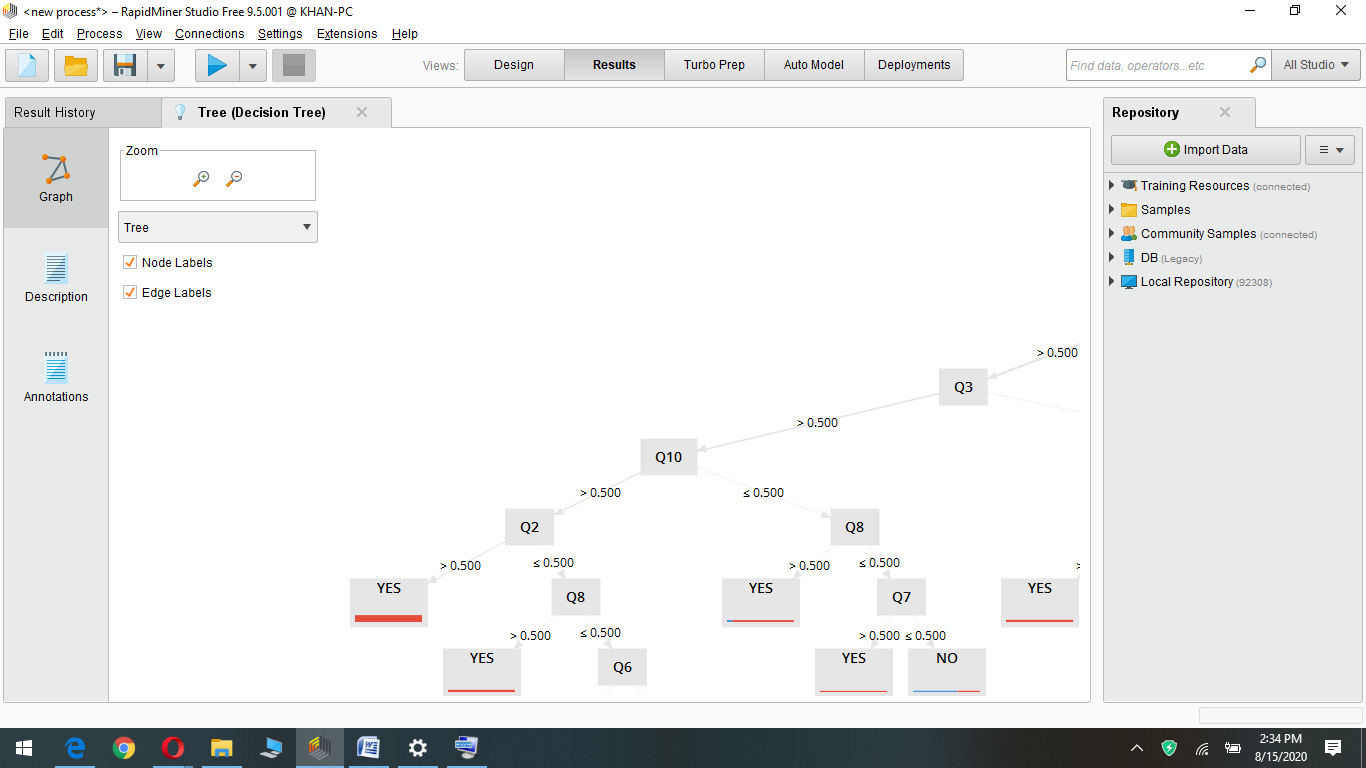 <new process*> – RapidMiner Studio Free 9.5.001 @ KHAN-PC
File Edit Process View Connections Settings Extensions Help
Views: Design Results Turbo Prep Auto Model Deployments Find data, operators...etc All Studio
Result History Tree (Decision Tree) Repository
Zoom
Import Data
Graph
Tree
Node Labels
Edge Labels
Description
Annotations
Training Resources (connected)
Samples
Community Samples (connected)
DB (Legacy)
Local Repository (92308)
> 0.500
Q3
> 0.500
Q10
> 0.500 ≤ 0.500
Q2 Q8
> 0.500 ≤ 0.500 > 0.500 ≤ 0.500 >
YES Q8 YES Q7 YES
> 0.500 ≤ 0.500 > 0.500 ≤ 0.500
YES Q6 YES NO
2:34 PM
8/15/2020